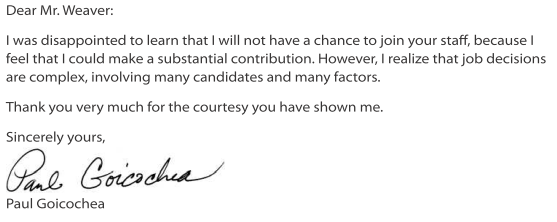 Dear Mr. Weaver:
I was disappointed to learn that I will not have a chance to join your staff, because I
feel that I could make a substantial contribution. However, I realize that job decisions
are complex, involving many candidates and many factors.
Thank you very much for the courtesy you have shown me.
Sincerely yours,
Paul Goicochea
Paul Goicochea